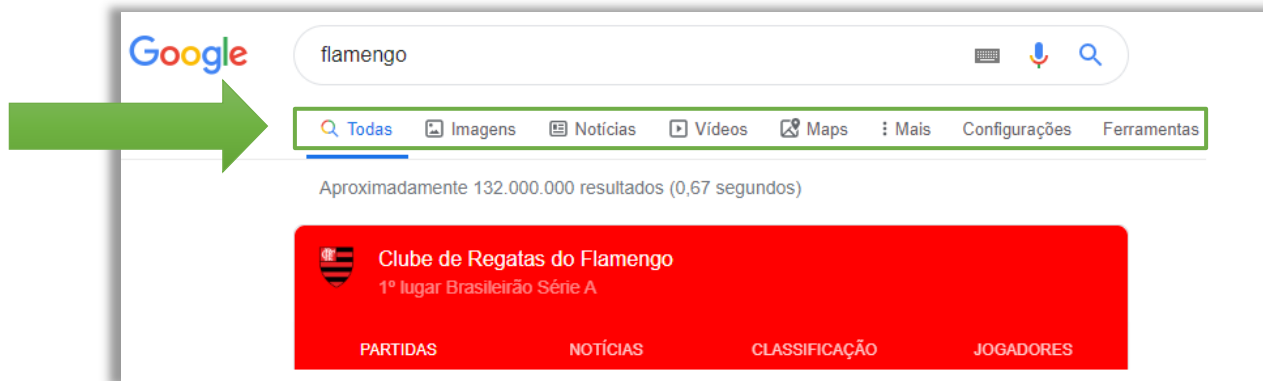 Google flamengo
Todas Imagens Notícias Vídeos Maps Mais Configurações Ferramentas
Aproximadamente 132.000.000 resultados (0,67 segundos)
Clube de Regatas do Flamengo
1º lugar Brasileirão Série A
PARTIDAS NOTÍCIAS CLASSIFICAÇÃO JOGADORES